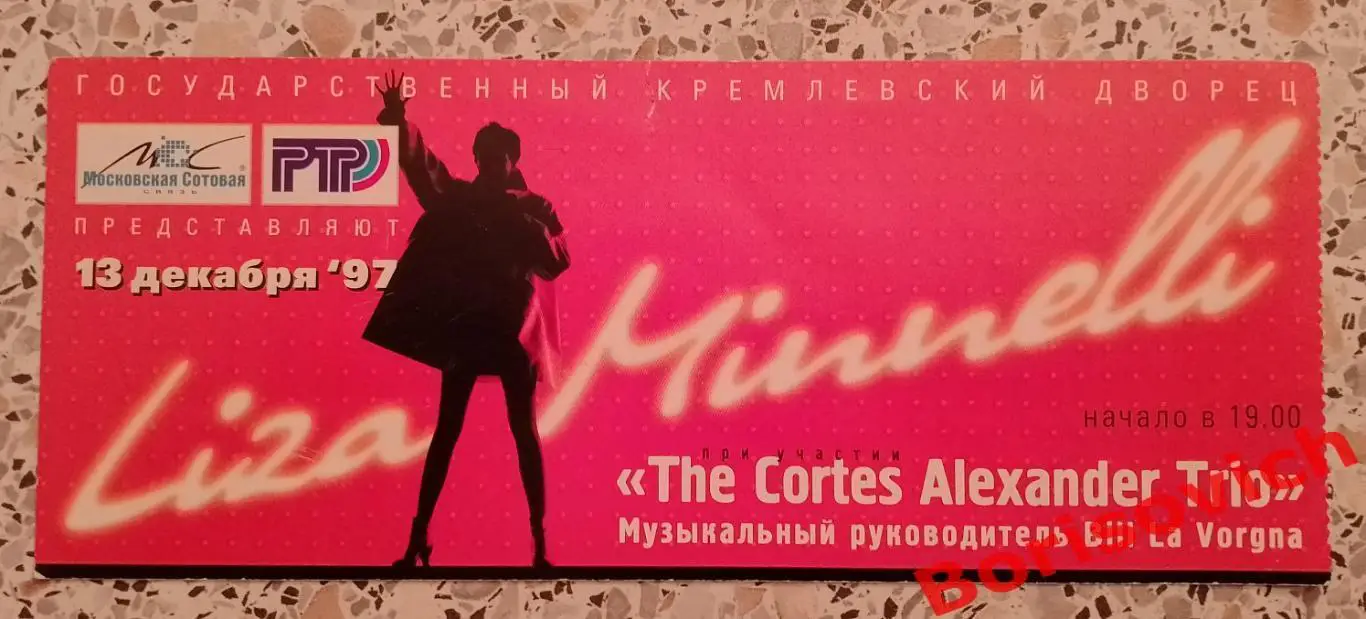 ГОСУДАРСТВЕННЫЙ КРЕМЛЕВСКИЙ ДВОРЕЦ
МСС
Московская Сотовая
СВЯЗЬ
РТР
ПРЕДСТАВЛЯЮТ
13 декабря '97
Liza Minnelli
начало в 19.00
при участии
«The Cortes Alexander Trio»
Музыкальный руководитель Bill La Vorgna
Borisovich